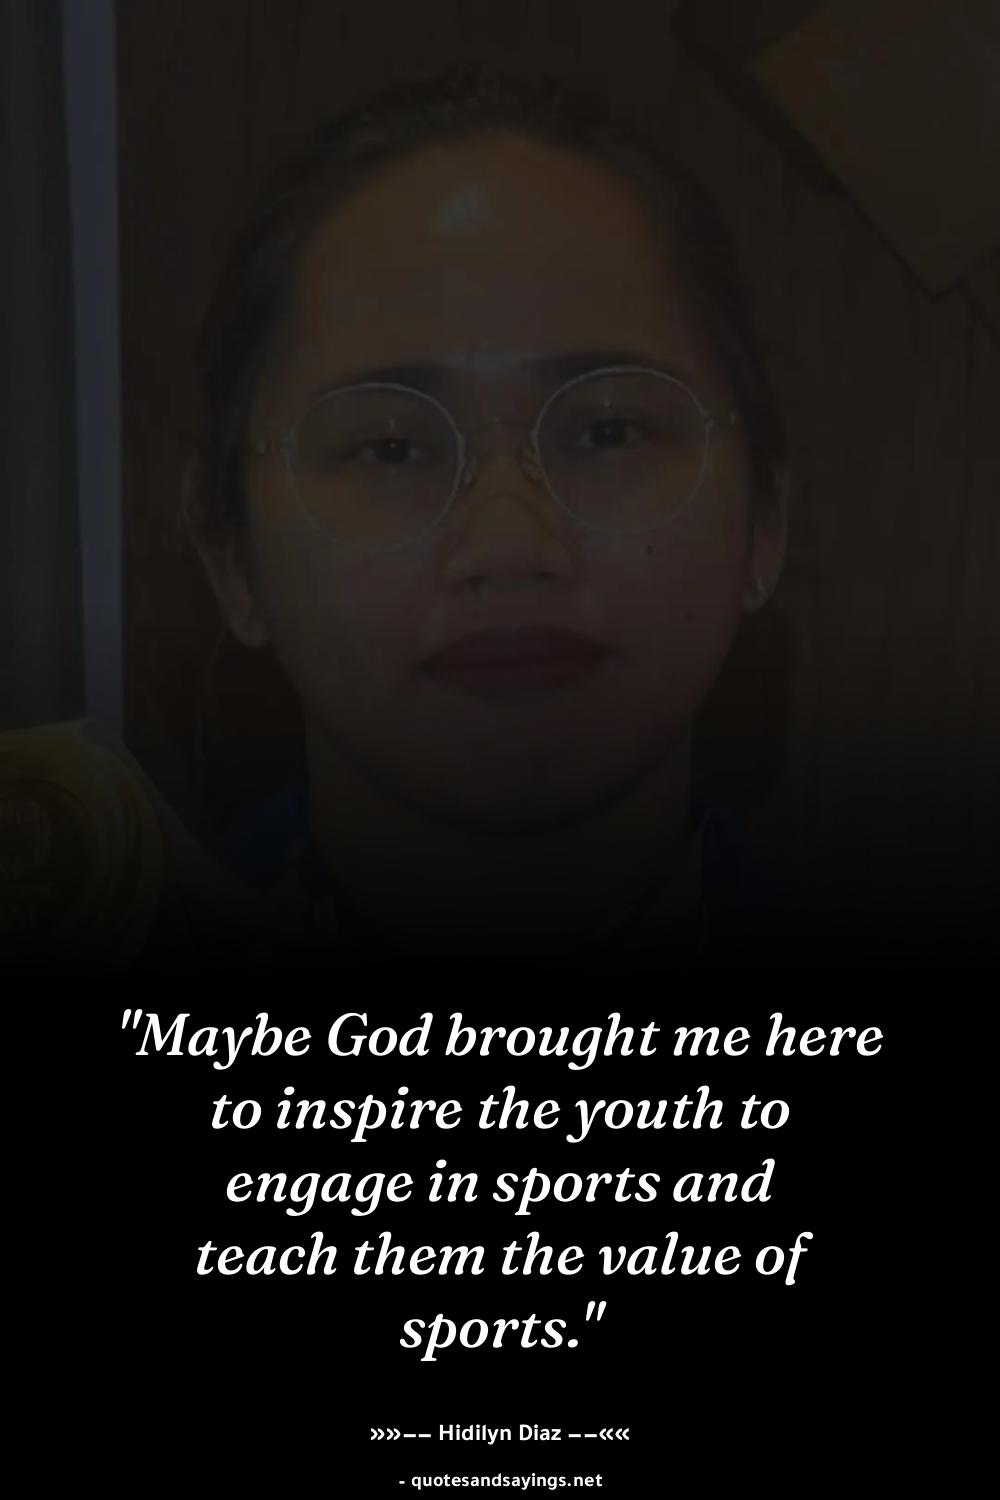 "Maybe God brought me here
to inspire the youth to
engage in sports and
teach them the value of
sports."
»»–– Hidilyn Diaz ––««
- quotesandsayings.net